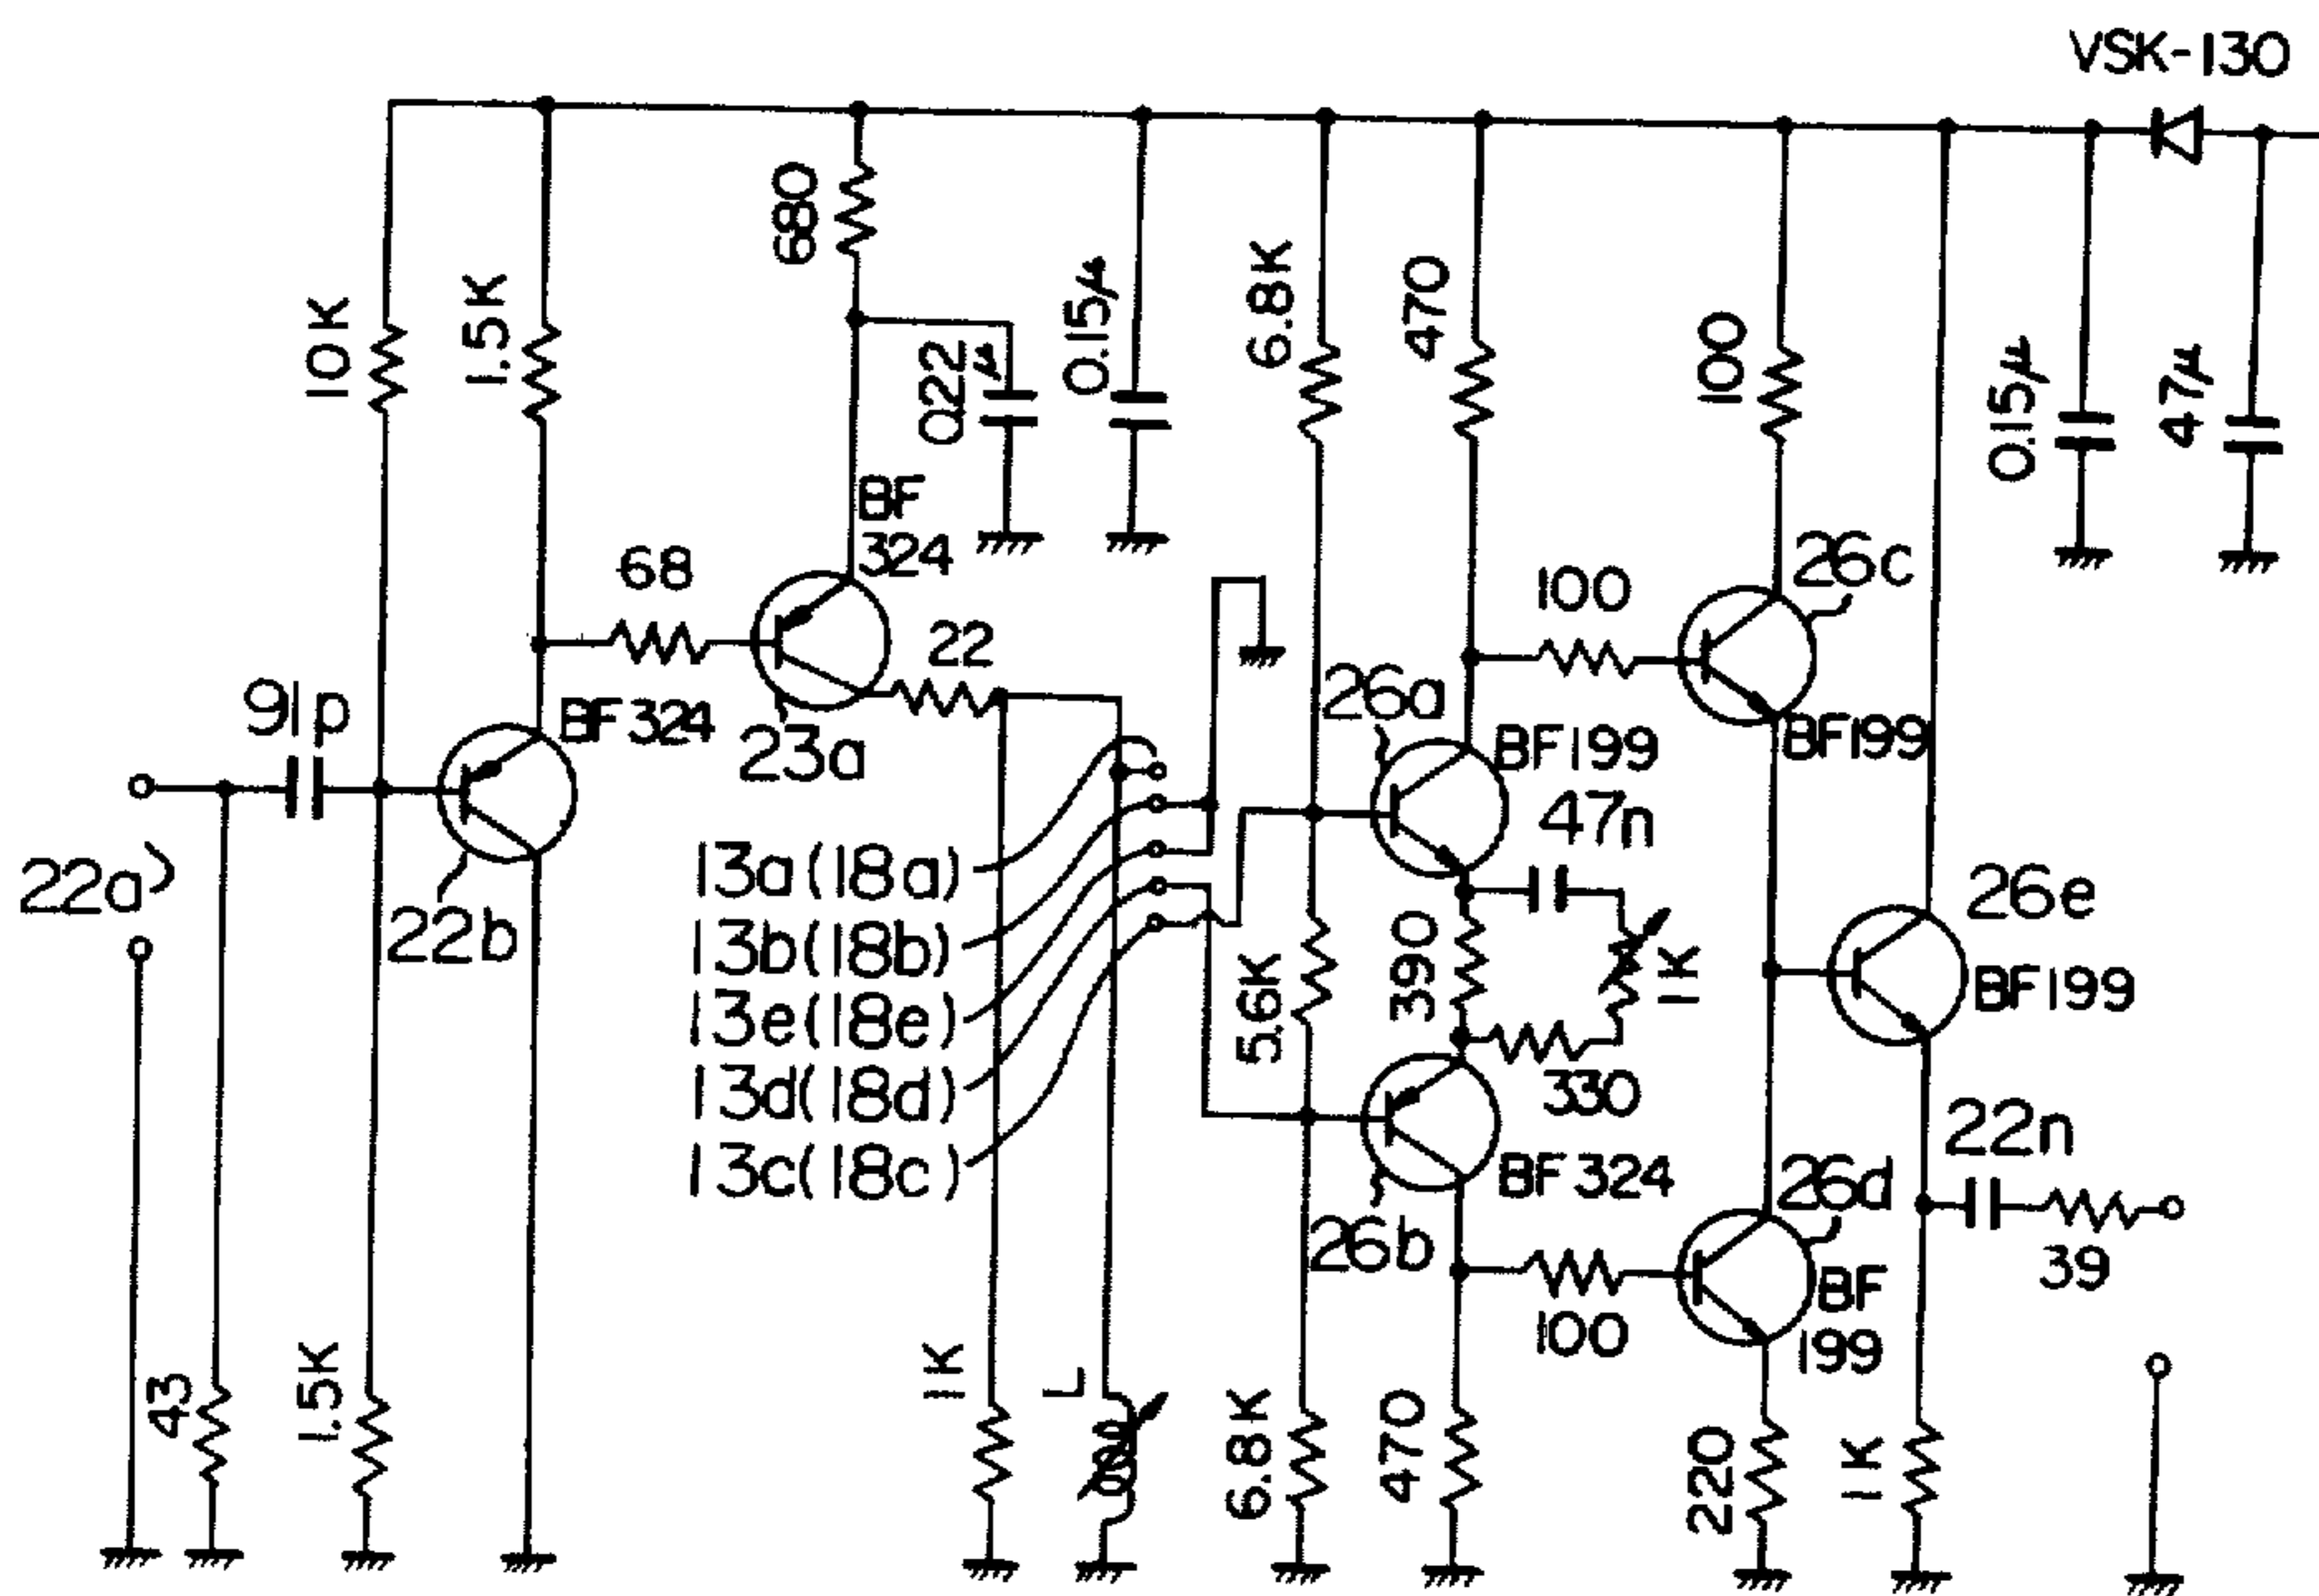 VSK-130
680
10K
1.5K
022 μ
0.15μ
6.8K
470
100
0.15μ
47μ
BF
324
68
22
26c
100
91p
BF324
23a
26a
BF199
BF199
47n
22a
22b
13a(18a)
13b(18b)
13e(18e)
13d(18d)
13c(18c)
5.6K
390
1K
26e
BF199
330
BF324
22n
26d
26b
39
BF
199
100
43
1.5K
1K
L
6.8K
470
220
1K